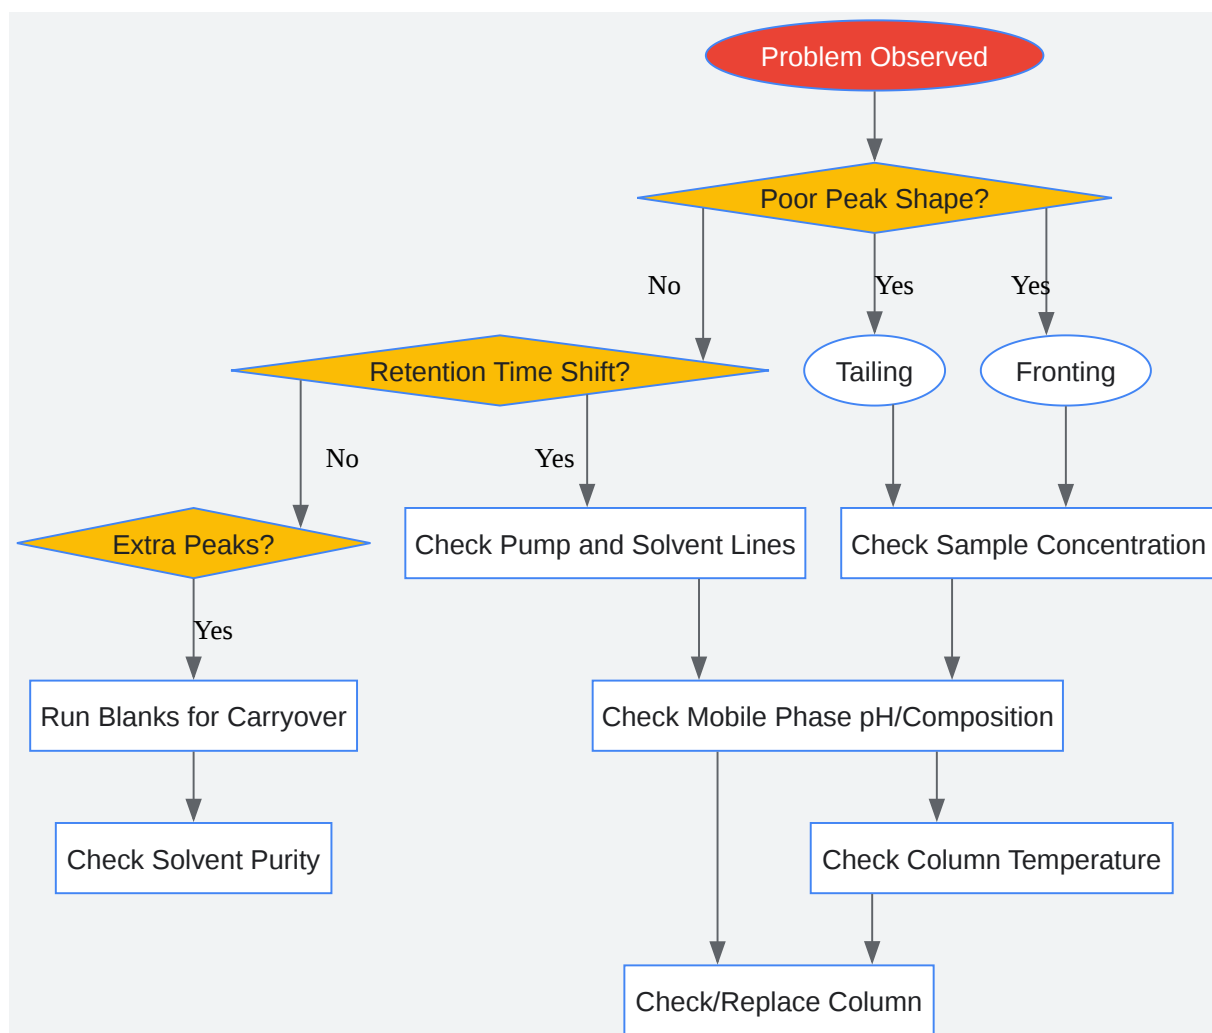 Problem Observed
Poor Peak Shape?
No
Yes
Yes
Retention Time Shift?
Tailing
Fronting
No
Yes
Extra Peaks?
Check Pump and Solvent Lines
Check Sample Concentration
Yes
Run Blanks for Carryover
Check Mobile Phase pH/Composition
Check Solvent Purity
Check Column Temperature
Check/Replace Column